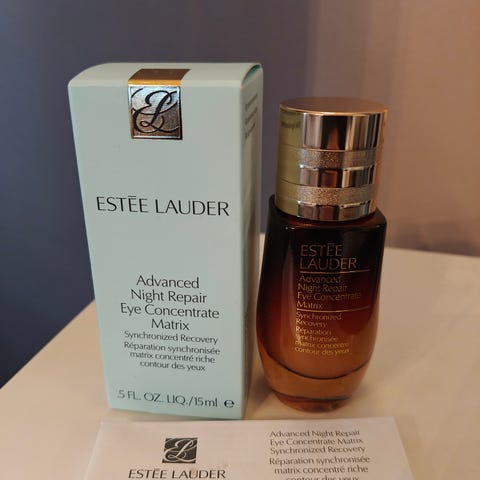 EL
ESTĒE LAUDER
Advanced
Night Repair
Eye Concentrate
Matrix
Synchronized Recovery
Réparation synchronisée
matrix concentré riche
contour des yeux
.5 FL. OZ. LIQ./15ml e
ESTĒE
LAUDER
Advanced
Night Repair
Eye Concentrate
Matrix
Synchronized
Recovery
Réparation
synchronisée
matrix concentré
contour des yeux
EL
ESTĒE LAUDER
Advanced Night Repair
Eye Concentrate Matrix
Synchronized Recovery
Réparation synchronisée
matrix concentré riche
contour des yeux